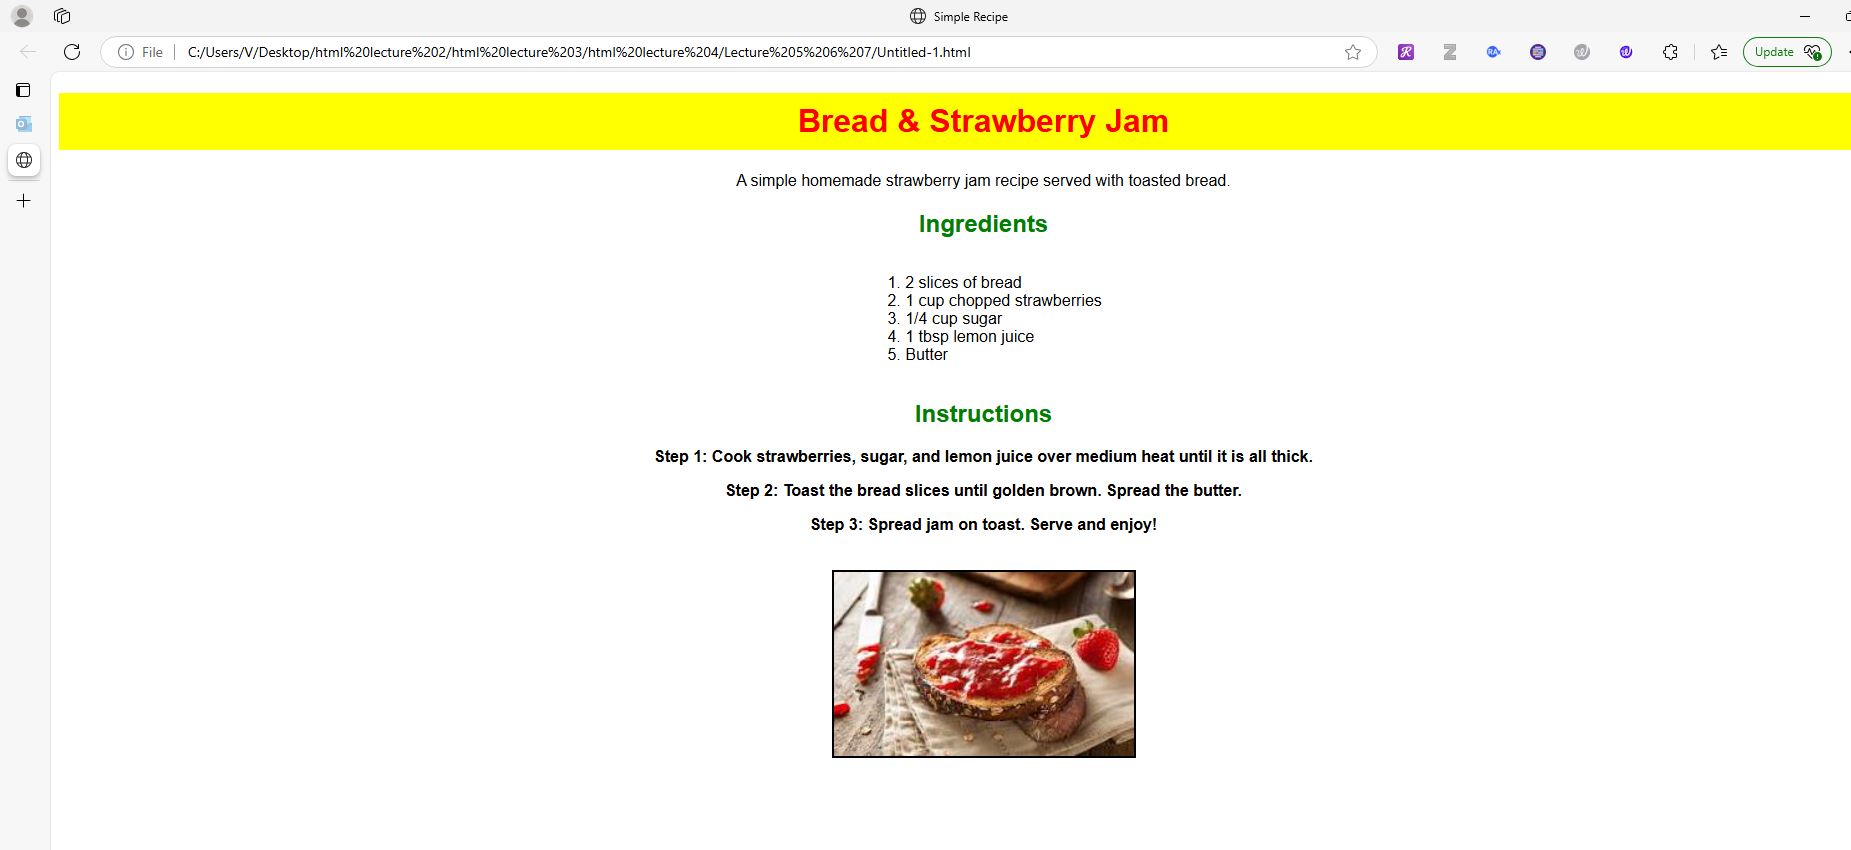 Simple Recipe
File
C:/Users/V/Desktop/html%20lecture%202/html%20lecture%203/html%20lecture%204/Lecture%205%206%207/Untitled-1.html
Update
Bread & Strawberry Jam
A simple homemade strawberry jam recipe served with toasted bread.
Ingredients
1. 2 slices of bread
2. 1 cup chopped strawberries
3. 1/4 cup sugar
4. 1 tbsp lemon juice
5. Butter
Instructions
Step 1: Cook strawberries, sugar, and lemon juice over medium heat until it is all thick.
Step 2: Toast the bread slices until golden brown. Spread the butter.
Step 3: Spread jam on toast. Serve and enjoy!